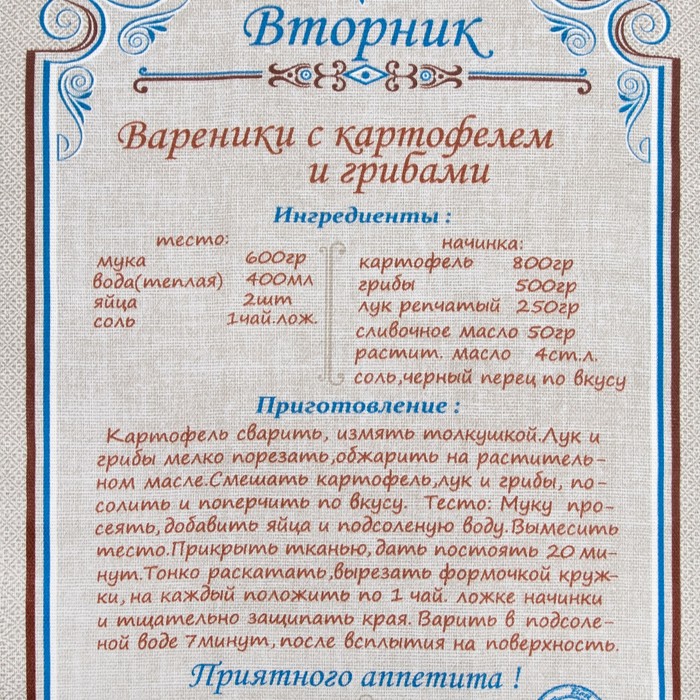 Вторник
Вареники с картофелем
и грибами
Ингредиенты :
тесто:
мука 600гр
вода(теплая) 400мл
яйца 2шт
соль 1чай.лож.
начинка:
картофель 800гр
грибы 500гр
лук репчатый 250гр
сливочное масло 50гр
растит. масло 4ст.л.
соль,черный перец по вкусу
Приготовление :
Картофель сварить, измять толкушкой.Лук и
грибы мелко порезать,обжарить на раститель-
ном масле.Смешать картофель,лук и грибы, по-
солить и поперчить по вкусу. Тесто: Муку про-
сеять,добавить яйца и подсоленую воду.Вымесить
тесто.Прикрыть тканью,дать постоять 20 ми-
нут.Тонко раскатать,вырезать формочкой круж-
ки,на каждый положить по 1 чай. ложке начинки
и тщательно защипать края. Варить в подсоле-
ной воде 7минут,после всплытия на поверхность.
Приятного аппетита !